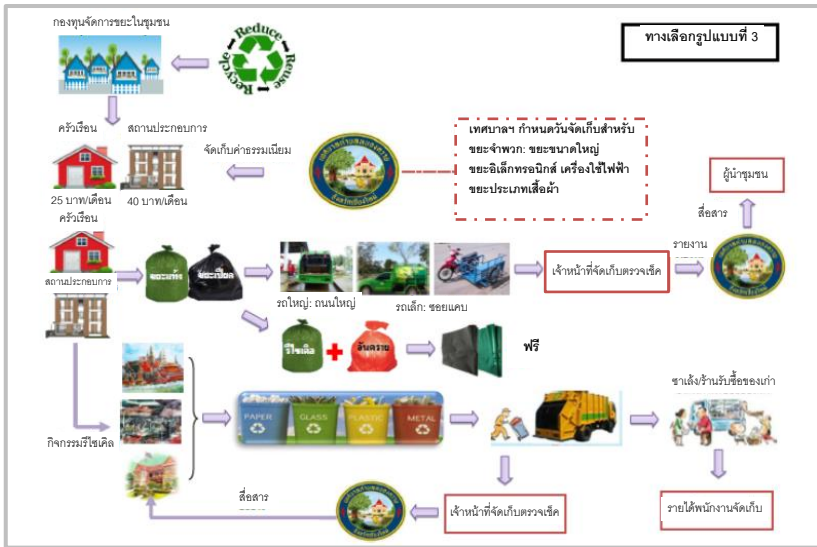 กองทุนจัดการขยะในชุมชน
ทางเลือกรูปแบบที่ 3
Reduce
Reuse
Recycle
ครัวเรือน
สถานประกอบการ
จัดเก็บค่าธรรมเนียม
25 บาท/เดือน
40 บาท/เดือน
เทศบาลฯ กำหนดวันจัดเก็บสำหรับ
ขยะจำพวก: ขยะขนาดใหญ่
ขยะอิเล็กทรอนิกส์ เครื่องใช้ไฟฟ้า
ขยะประเภทเสื้อผ้า
ผู้นำชุมชน
สื่อสาร
ครัวเรือน
สถานประกอบการ
ขยะแห้ง
ขยะเปียก
รถใหญ่: ถนนใหญ่
รถเล็ก: ซอยแคบ
เจ้าหน้าที่จัดเก็บตรวจเช็ค
รายงาน
รีไซเคิล
อันตราย
ฟรี
กิจกรรมรีไซเคิล
PAPER
GLASS
PLASTIC
METAL
ซาเล้ง/ร้านรับซื้อของเก่า
สื่อสาร
เจ้าหน้าที่จัดเก็บตรวจเช็ค
รายได้พนักงานจัดเก็บ